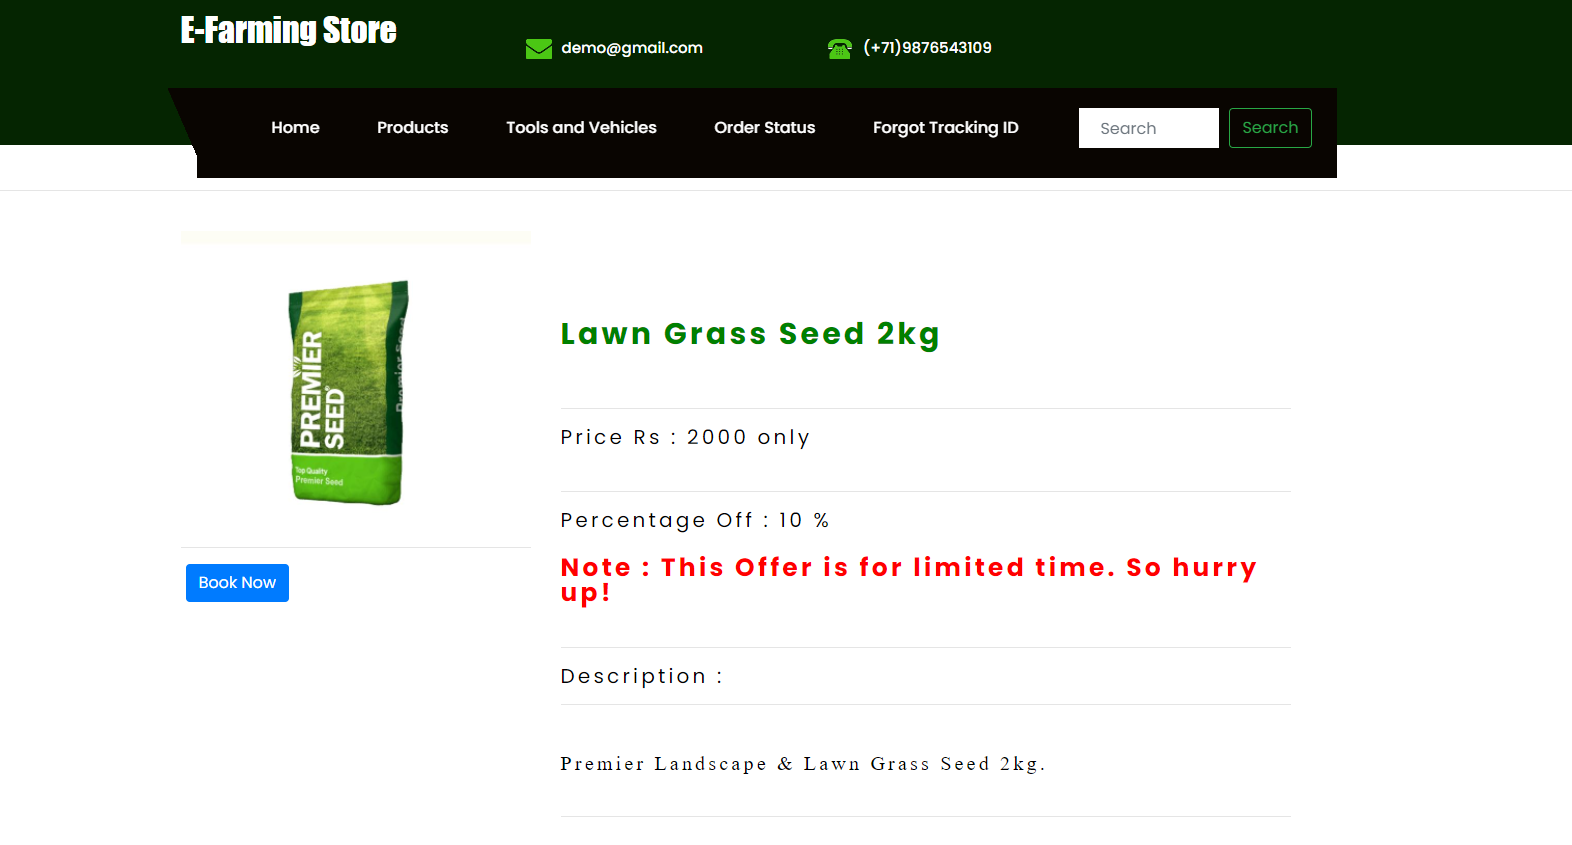 E-Farming Store
demo@gmail.com
(+71)9876543109
Home
Products
Tools and Vehicles
Order Status
Forgot Tracking ID
Search
Search
PREMIER
SEED
Premier Seed
Top Quality
Premier Seed
Book Now
Lawn Grass Seed 2kg
Price Rs : 2000 only
Percentage Off : 10 %
Note : This Offer is for limited time. So hurry
up!
Description :
Premier Landscape & Lawn Grass Seed 2kg.